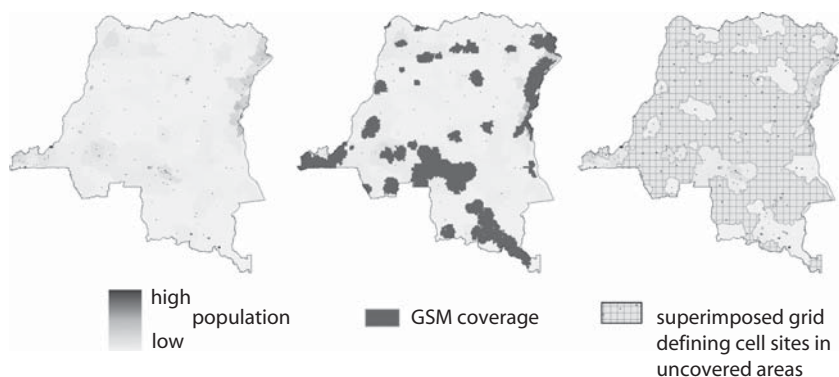 high
population
low
GSM coverage
superimposed grid
defining cell sites in
uncovered areas